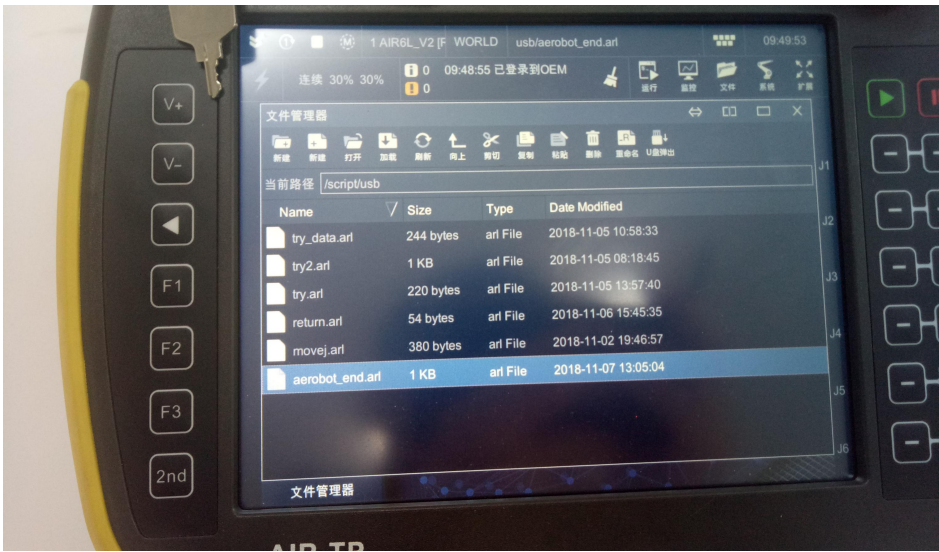 1 1 AIR6L_V2 [F WORLD usb/aerobot_end.arl 09:49:53
连续 30% 30% 0 09:48:55 已登录到OEM 运行 监控 文件 系统 扩展
0
文件管理器
新建 新建 打开 加载 刷新 向上 剪切 复制 粘贴 删除 重命名 U盘弹出
当前路径 /script/usb
Name Size Type Date Modified
try_data.arl 244 bytes arl File 2018-11-05 10:58:33
try2.arl 1 KB arl File 2018-11-05 08:18:45
try.arl 220 bytes arl File 2018-11-05 13:57:40
return.arl 54 bytes arl File 2018-11-06 15:45:35
movej.arl 380 bytes arl File 2018-11-02 19:46:57
aerobot_end.arl 1 KB arl File 2018-11-07 13:05:04
文件管理器
V+
V-
F1
F2
F3
2nd
J1
J2
J3
J4
J5
J6
AIR TP